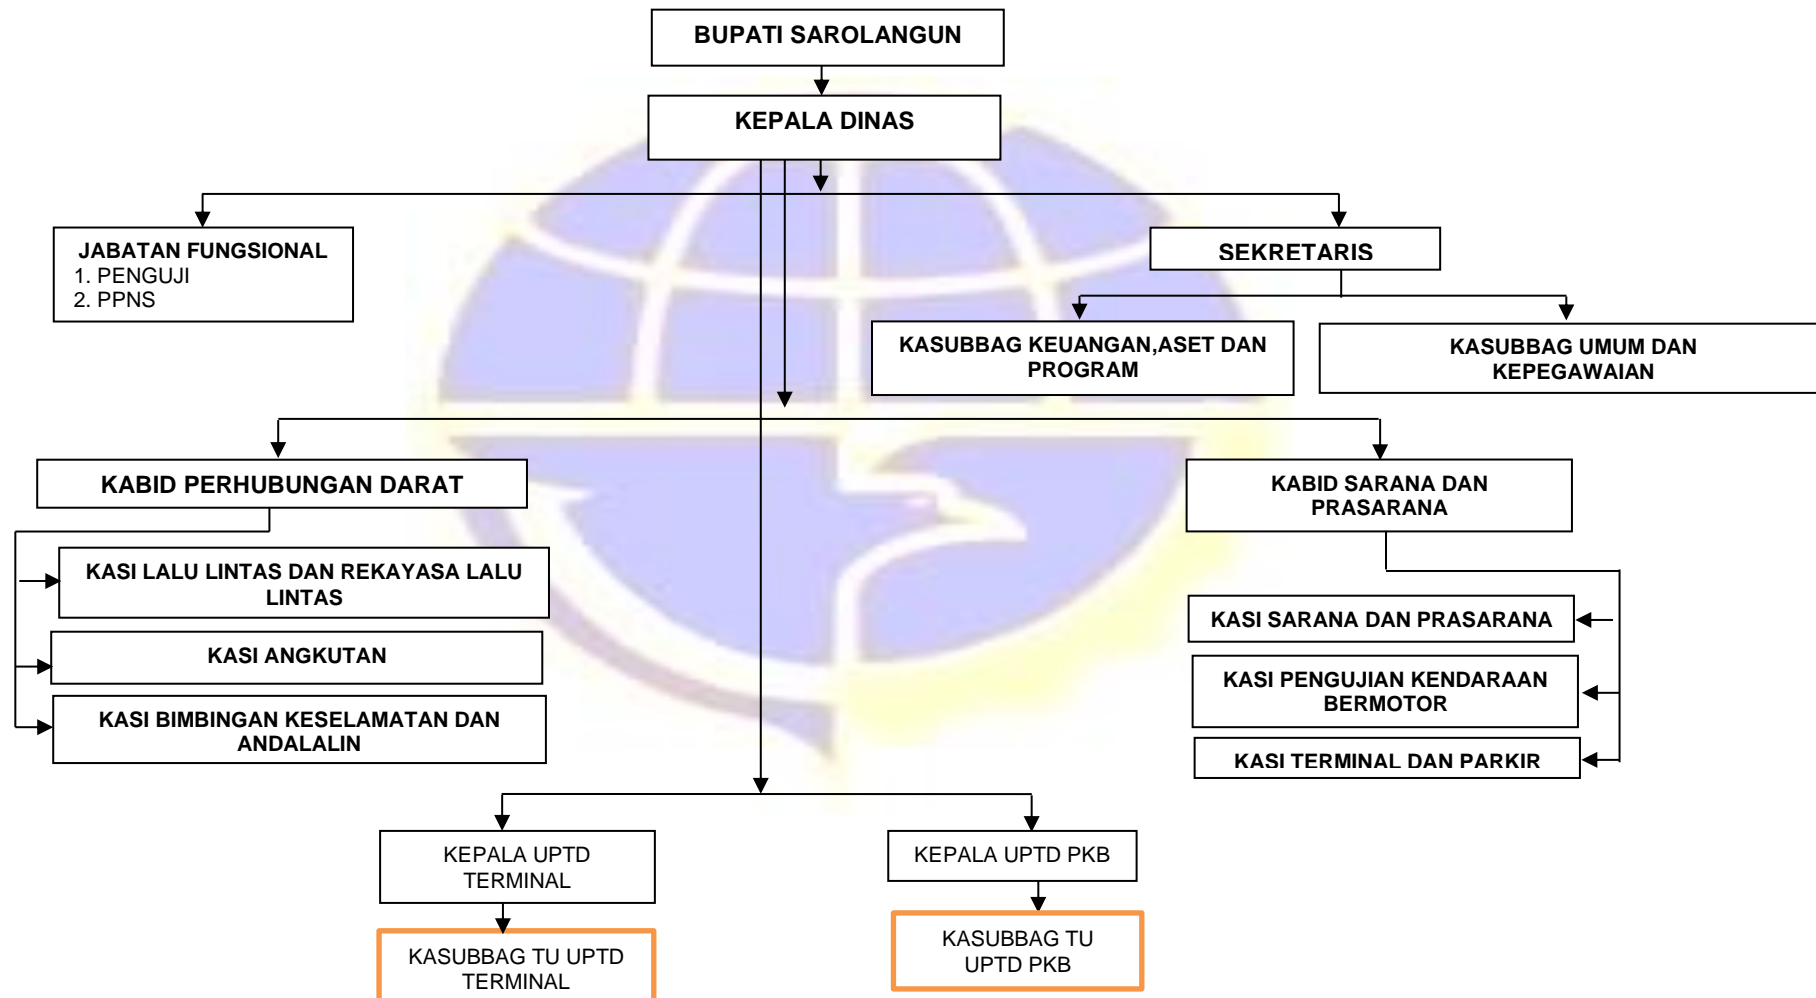 BUPATI SAROLANGUN
KEPALA DINAS
JABATAN FUNGSIONAL
1. PENGUJI
2. PPNS
SEKRETARIS
KASUBBAG KEUANGAN,ASET DAN
PROGRAM
KASUBBAG UMUM DAN
KEPEGAWAIAN
KABID PERHUBUNGAN DARAT
KABID SARANA DAN
PRASARANA
KASI LALU LINTAS DAN REKAYASA LALU
LINTAS
KASI ANGKUTAN
KASI BIMBINGAN KESELAMATAN DAN
ANDALALIN
KASI SARANA DAN PRASARANA
KASI PENGUJIAN KENDARAAN
BERMOTOR
KASI TERMINAL DAN PARKIR
KEPALA UPTD
TERMINAL
KEPALA UPTD PKB
KASUBBAG TU UPTD
TERMINAL
KASUBBAG TU
UPTD PKB